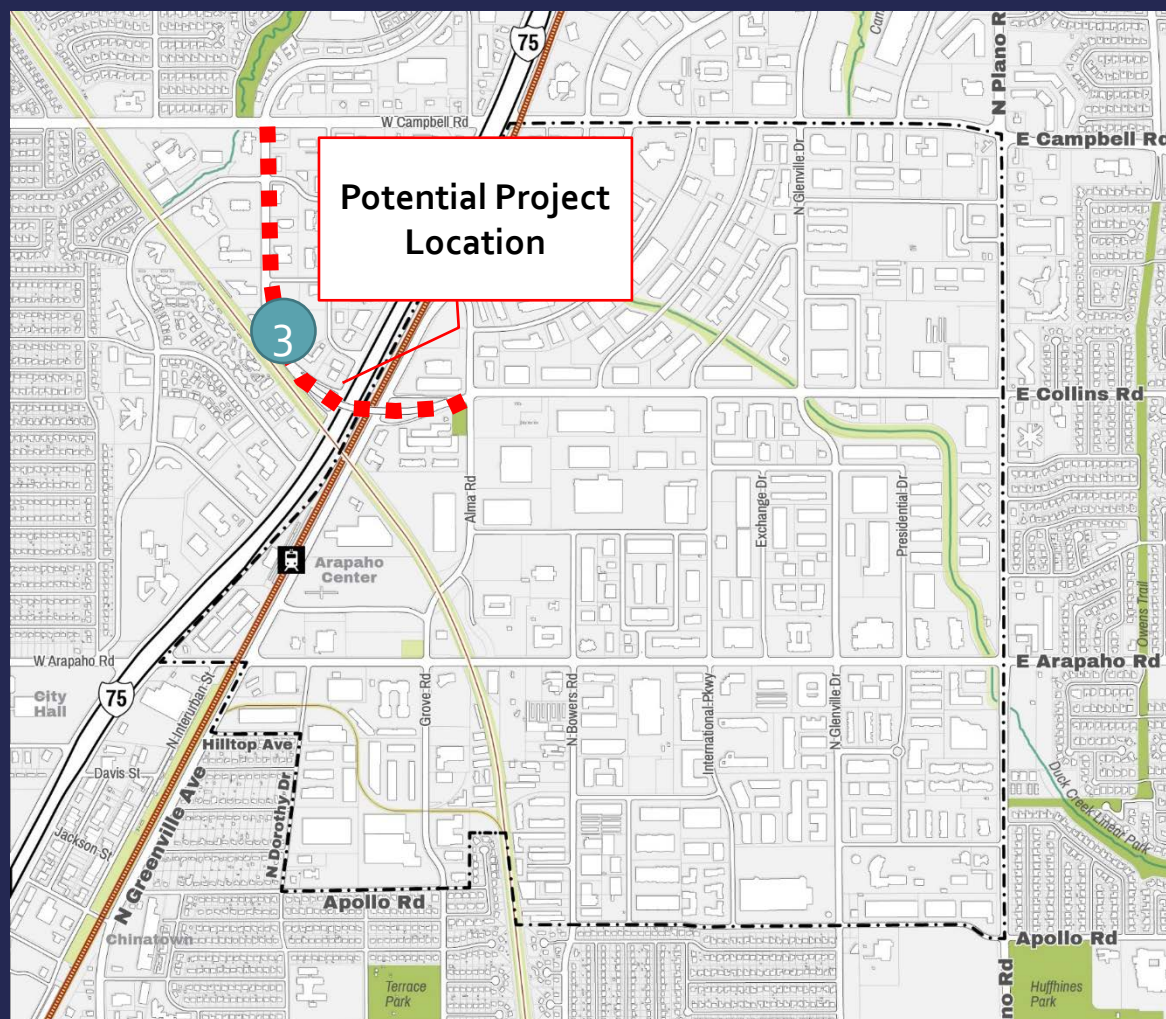 75
Cam
N Plano R
W Campbell Rd
E Campbell Rd
Potential Project
Location
N Glenville Dr
3
E Collins Rd
Alma Rd
Exchange Dr
Presidential Dr
Arapaho
Center
Owens Trail
W Arapaho Rd
E Arapaho Rd
City
Hall
75
N Interurban St
Grove Rd
N Bowers Rd
International Pkwy
N Glenville Dr
Hilltop Ave
Davis St
N Dorothy Dr
Duck Creek Linear Park
Jackson St
N Greenville Ave
Apollo Rd
Chinatown
Apollo Rd
Terrace
Park
no Rd
Huffhines
Park